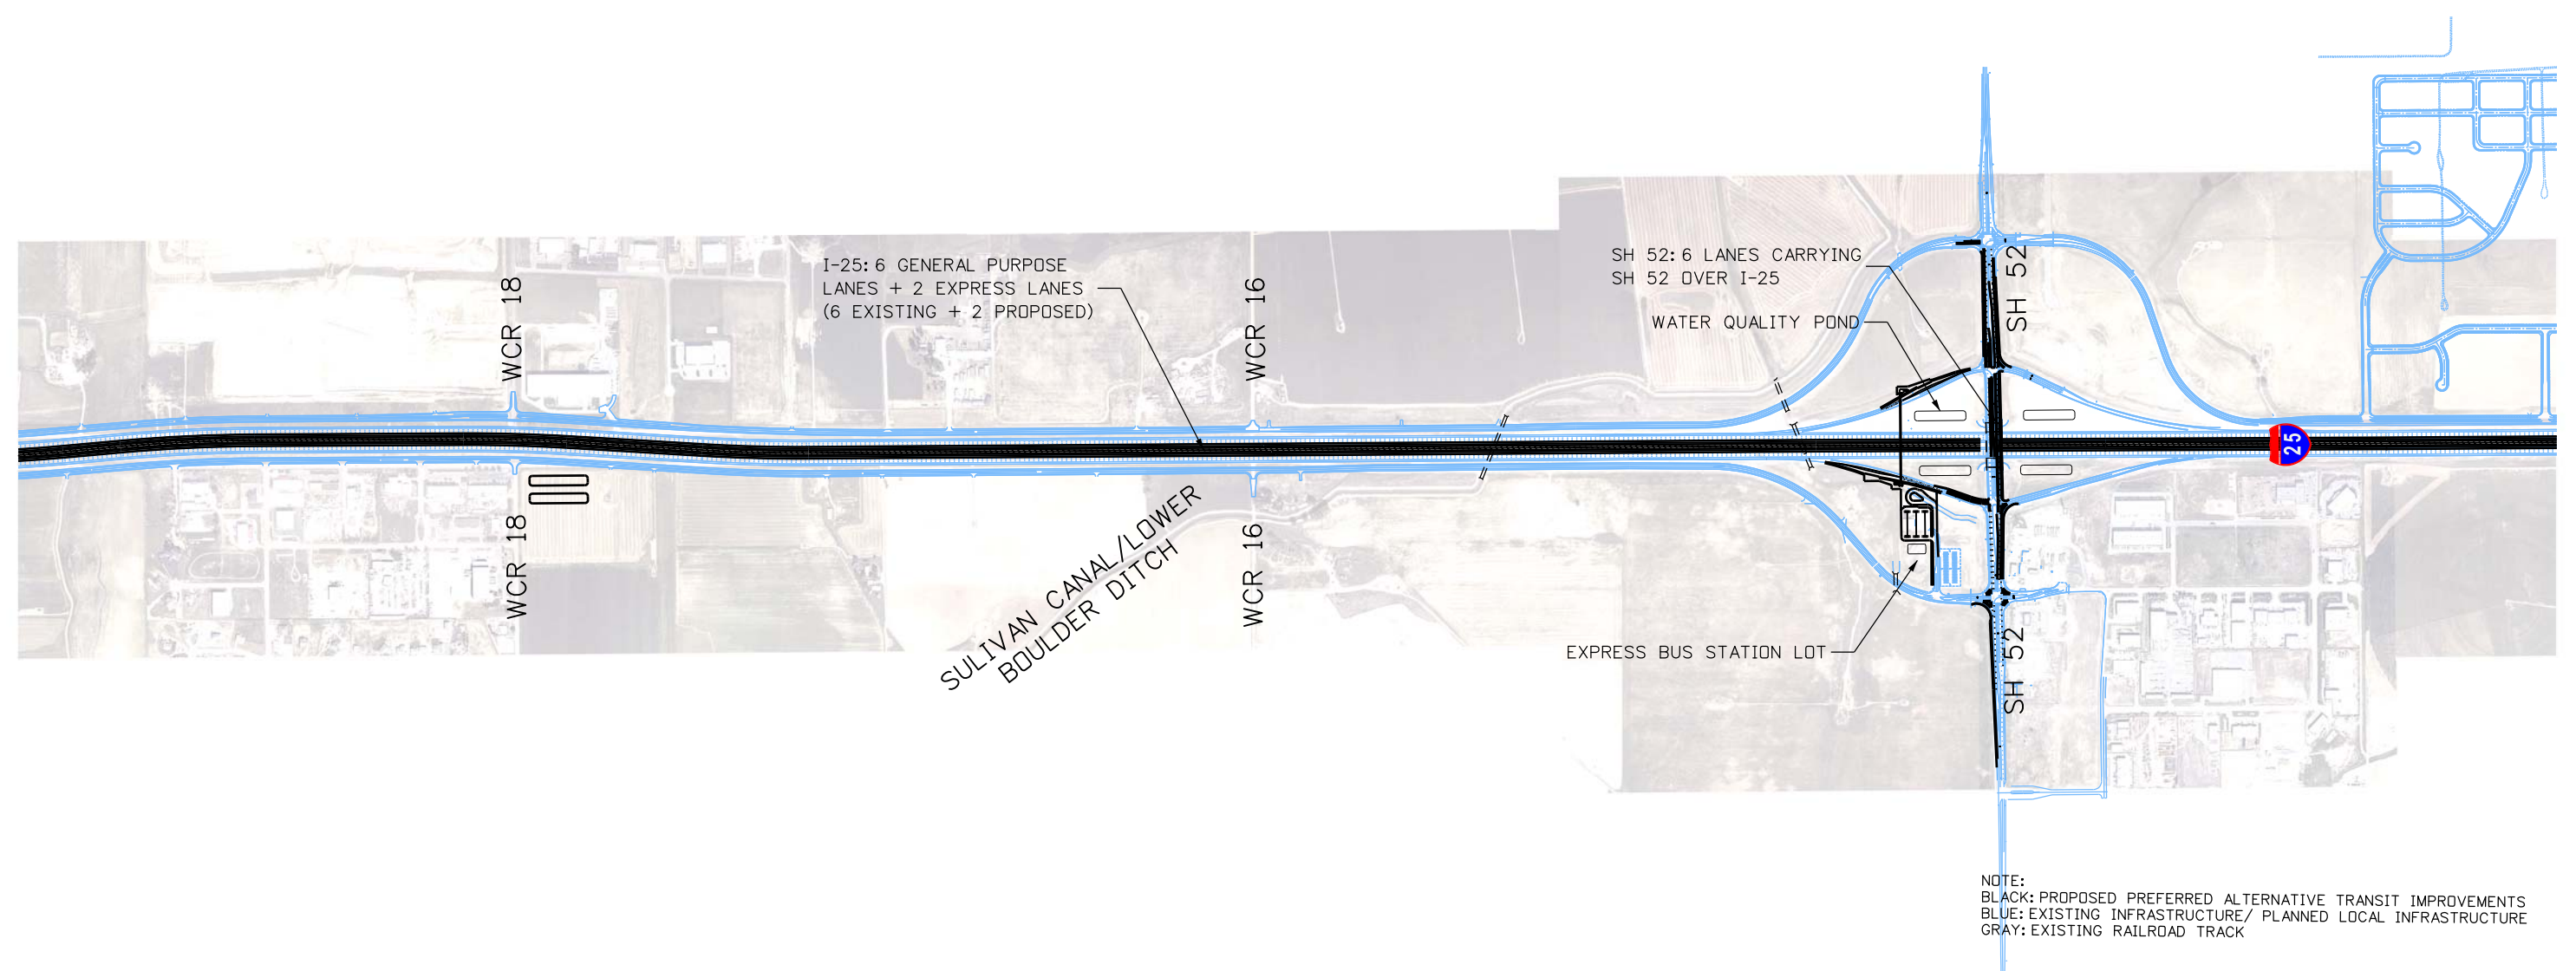 I-25: 6 GENERAL PURPOSE
LANES + 2 EXPRESS LANES
(6 EXISTING + 2 PROPOSED)
WCR 18
WCR 16
SH 52: 6 LANES CARRYING
SH 52 OVER I-25
WATER QUALITY POND
SH 52
25
WCR 18
SULIVAN CANAL/LOWER
BOULDER DITCH
WCR 16
EXPRESS BUS STATION LOT
SH 52
NOTE:
BLACK: PROPOSED PREFERRED ALTERNATIVE TRANSIT IMPROVEMENTS
BLUE: EXISTING INFRASTRUCTURE/ PLANNED LOCAL INFRASTRUCTURE
GRAY: EXISTING RAILROAD TRACK